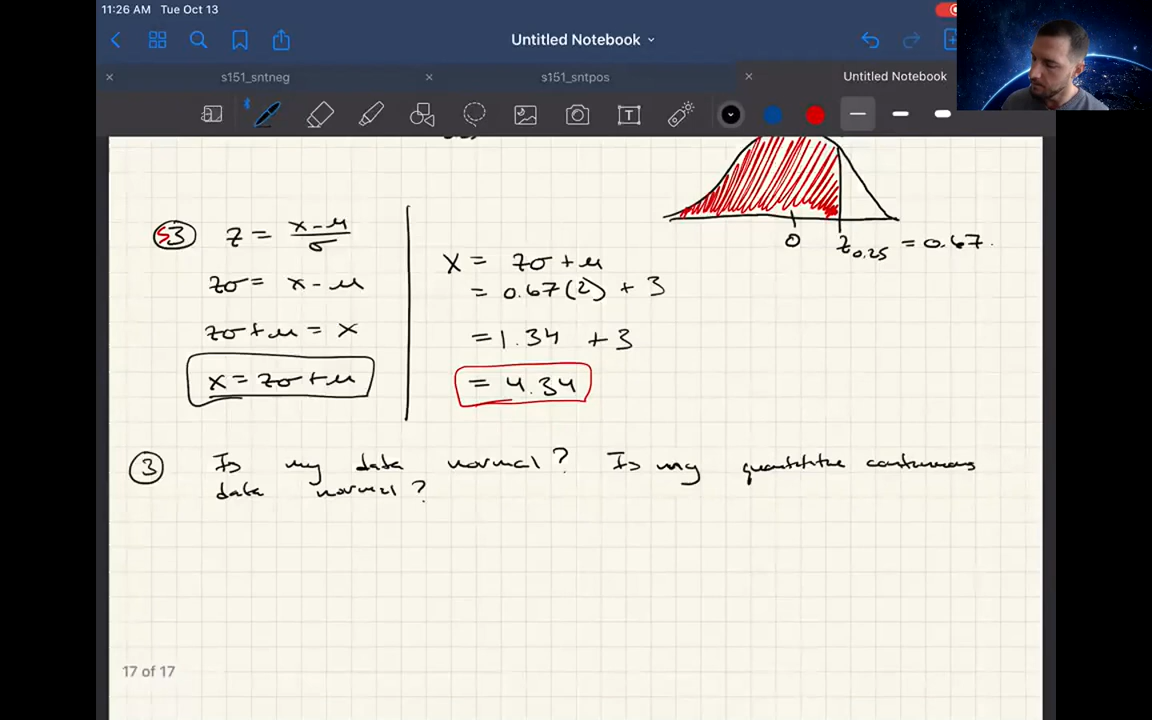 11:26 AM Tue Oct 13
Untitled Notebook
s151_sntneg
s151_sntpos
Untitled Notebook
0 z0.25 = 0.67.
S3 z = x-μ/σ
zσ = x - μ
zσ + μ = x
x = zσ + μ
x = zσ + μ
= 0.67(2) + 3
= 1.34 + 3
= 4.34
3 Is my data normal? Is my quantitive continuous
data normal?
17 of 17